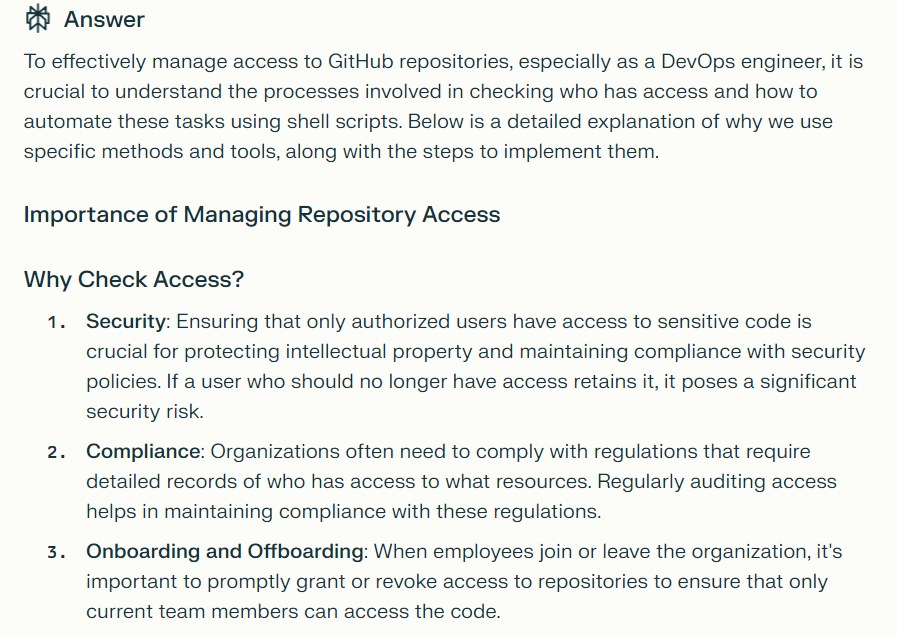 Answer
To effectively manage access to GitHub repositories, especially as a DevOps engineer, it is
crucial to understand the processes involved in checking who has access and how to
automate these tasks using shell scripts. Below is a detailed explanation of why we use
specific methods and tools, along with the steps to implement them.
Importance of Managing Repository Access
Why Check Access?
1. Security: Ensuring that only authorized users have access to sensitive code is
crucial for protecting intellectual property and maintaining compliance with security
policies. If a user who should no longer have access retains it, it poses a significant
security risk.
2. Compliance: Organizations often need to comply with regulations that require
detailed records of who has access to what resources. Regularly auditing access
helps in maintaining compliance with these regulations.
3. Onboarding and Offboarding: When employees join or leave the organization, it's
important to promptly grant or revoke access to repositories to ensure that only
current team members can access the code.